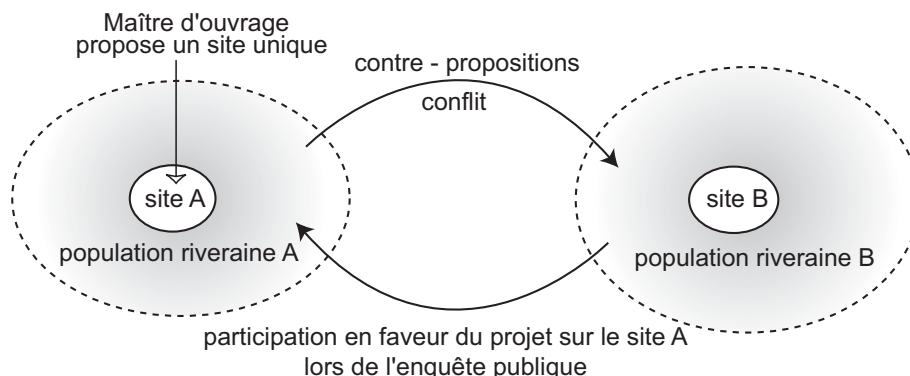 Maître d'ouvrage
propose un site unique
contre - propositions
conflit
site A
site B
population riveraine A
population riveraine B
participation en faveur du projet sur le site A
lors de l'enquête publique